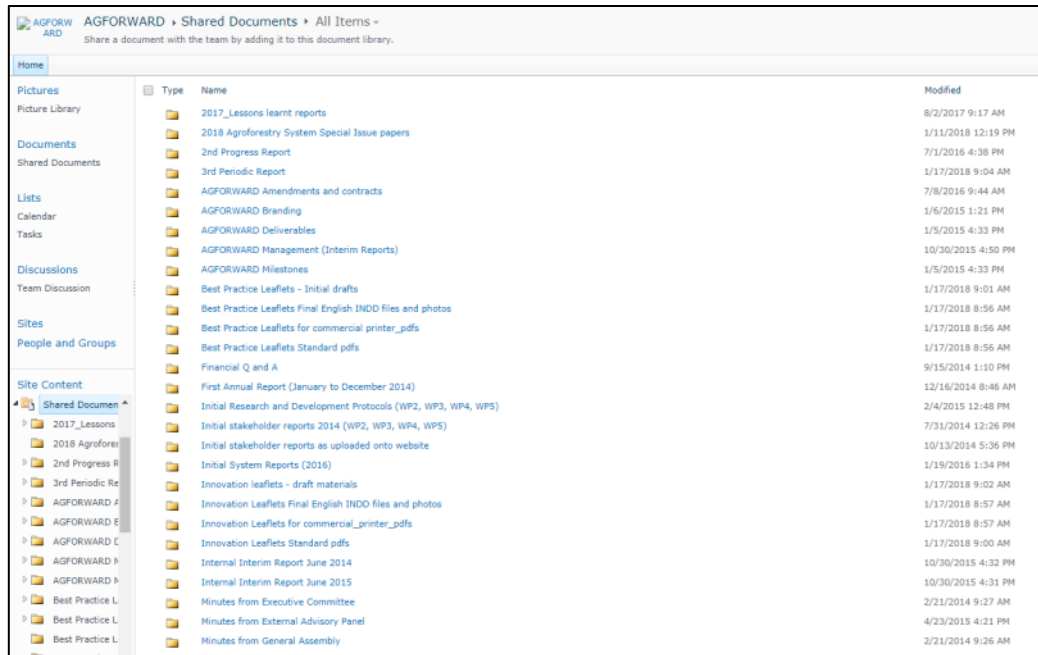 AGFORW
ARD
AGFORWARD › Shared Documents › All Items
Share a document with the team by adding it to this document library.
Home
Pictures
Picture Library
Documents
Shared Documents
Lists
Calendar
Tasks
Discussions
Team Discussion
Sites
People and Groups
Site Content
Shared Documen
2017_Lessons
2018 Agrofores
2nd Progress R
3rd Periodic Re
AGFORWARD A
AGFORWARD B
AGFORWARD D
AGFORWARD M
AGFORWARD M
Best Practice L
Best Practice L
Best Practice L
Type Name Modified
2017_Lessons learnt reports 8/2/2017 9:17 AM
2018 Agroforestry System Special Issue papers 1/11/2018 12:19 PM
2nd Progress Report 7/1/2016 4:38 PM
3rd Periodic Report 1/17/2018 9:04 AM
AGFORWARD Amendments and contracts 7/8/2016 9:44 AM
AGFORWARD Branding 1/6/2015 1:21 PM
AGFORWARD Deliverables 1/5/2015 4:33 PM
AGFORWARD Management (Interim Reports) 10/30/2015 4:50 PM
AGFORWARD Milestones 1/5/2015 4:33 PM
Best Practice Leaflets - Initial drafts 1/17/2018 9:01 AM
Best Practice Leaflets Final English INDD files and photos 1/17/2018 8:56 AM
Best Practice Leaflets for commercial printer_pdfs 1/17/2018 8:56 AM
Best Practice Leaflets Standard pdfs 1/17/2018 8:56 AM
Financial Q and A 9/15/2014 1:10 PM
First Annual Report (January to December 2014) 12/16/2014 8:46 AM
Initial Research and Development Protocols (WP2, WP3, WP4, WP5) 2/4/2015 12:48 PM
Initial stakeholder reports 2014 (WP2, WP3, WP4, WP5) 7/31/2014 12:26 PM
Initial stakeholder reports as uploaded onto website 10/13/2014 5:36 PM
Initial System Reports (2016) 1/19/2016 1:34 PM
Innovation leaflets - draft materials 1/17/2018 9:02 AM
Innovation Leaflets Final English INDD files and photos 1/17/2018 8:57 AM
Innovation Leaflets for commercial_printer_pdfs 1/17/2018 8:57 AM
Innovation Leaflets Standard pdfs 1/17/2018 9:00 AM
Internal Interim Report June 2014 10/30/2015 4:32 PM
Internal Interim Report June 2015 10/30/2015 4:31 PM
Minutes from Executive Committee 2/21/2014 9:27 AM
Minutes from External Advisory Panel 4/23/2015 4:21 PM
Minutes from General Assembly 2/21/2014 9:26 AM